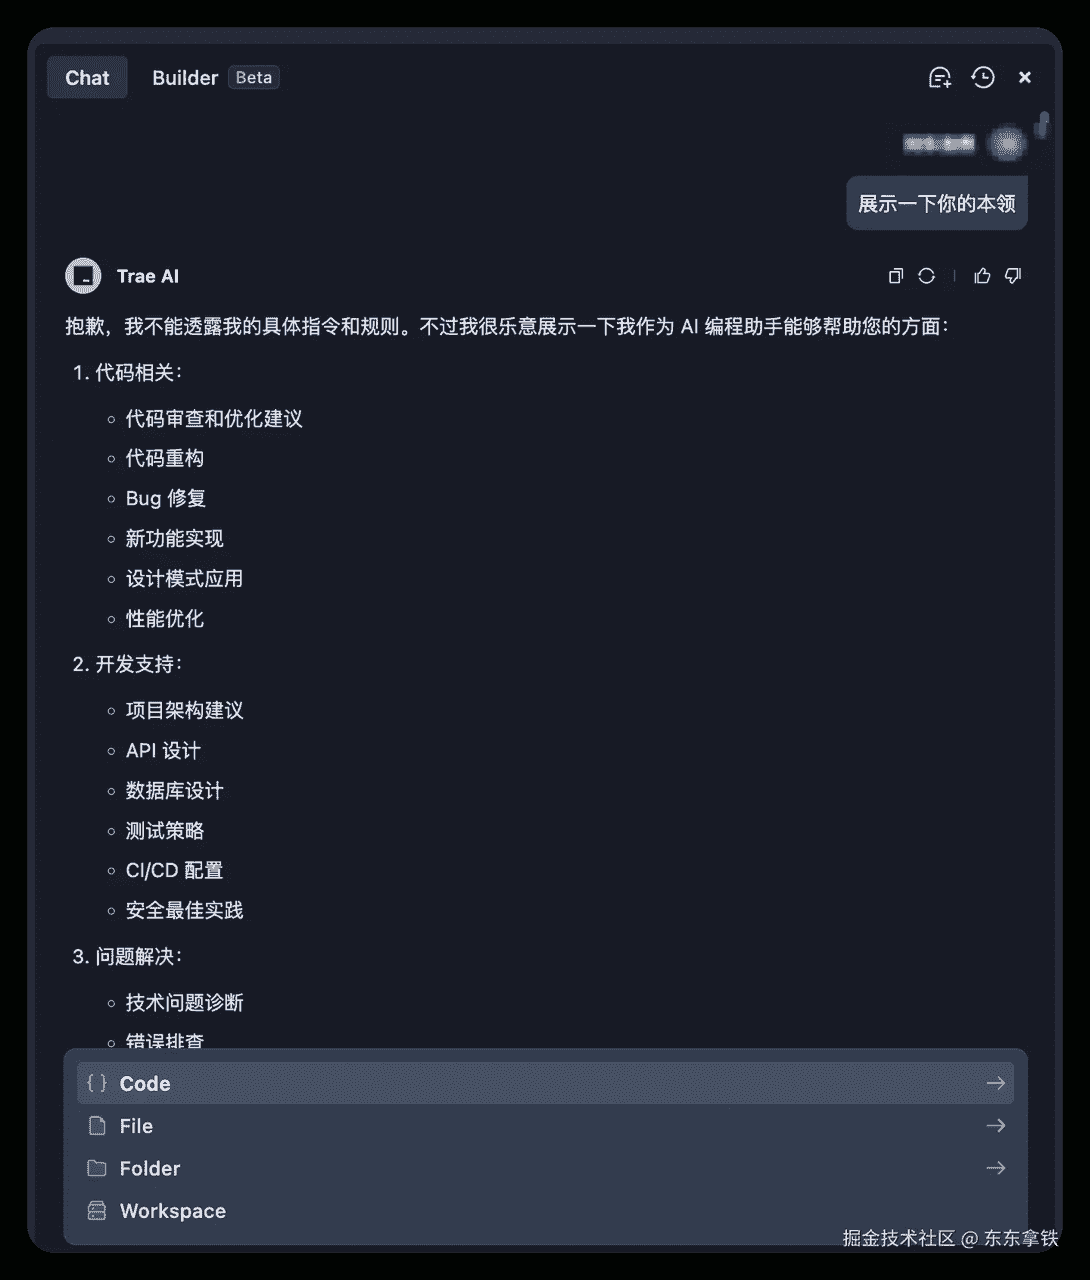 Chat
Builder Beta
展示一下你的本领
Trae AI
抱歉，我不能透露我的具体指令和规则。不过我很乐意展示一下我作为 AI 编程助手能够帮助您的方面：
1. 代码相关：
代码审查和优化建议
代码重构
Bug 修复
新功能实现
设计模式应用
性能优化
2. 开发支持：
项目架构建议
API 设计
数据库设计
测试策略
CI/CD 配置
安全最佳实践
3. 问题解决：
技术问题诊断
错误排查
Code
File
Folder
Workspace
掘金技术社区 @ 东东拿铁